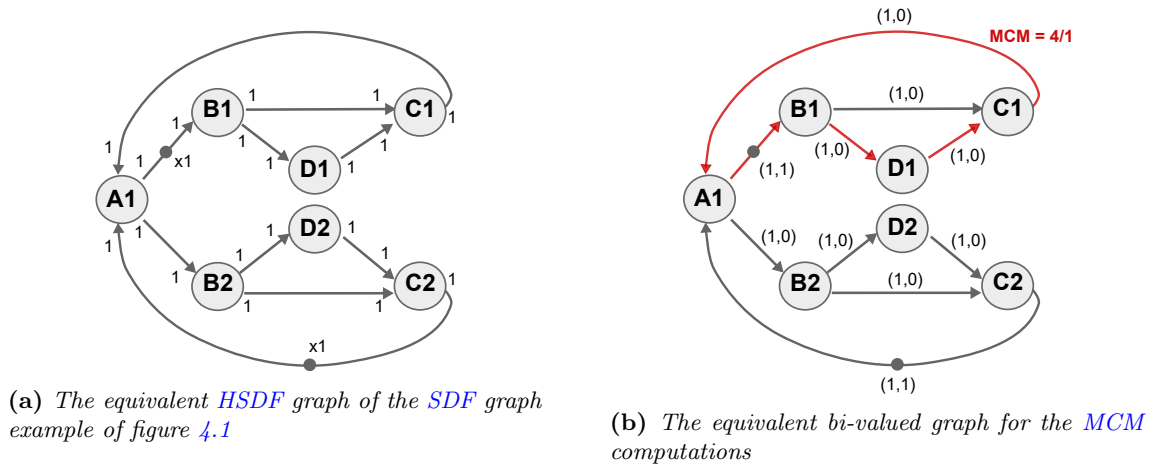 (1,0)
MCM = 4/1
B1
1
1
C1
1
1
1
1
x1
1
1
D1
1
1
A1
1
1
D2
1
1
1
1
B2
1
1
C2
1
x1
B1
(1,0)
C1
(1,1)
(1,0)
D1
(1,0)
A1
(1,0)
(1,0)
D2
(1,0)
B2
(1,0)
C2
(1,1)
(a) The equivalent HSDF graph of the SDF graph
example of figure 4.1
(b) The equivalent bi-valued graph for the MCM
computations